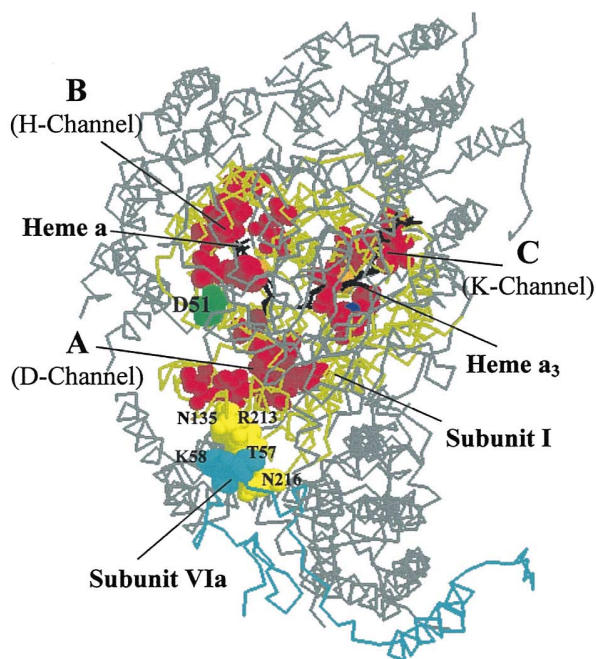 B
(H-Channel)
Heme a
D51
C
(K-Channel)
A
(D-Channel)
Heme a₃
N135 R213
Subunit I
K58 T57
N216
Subunit VIa